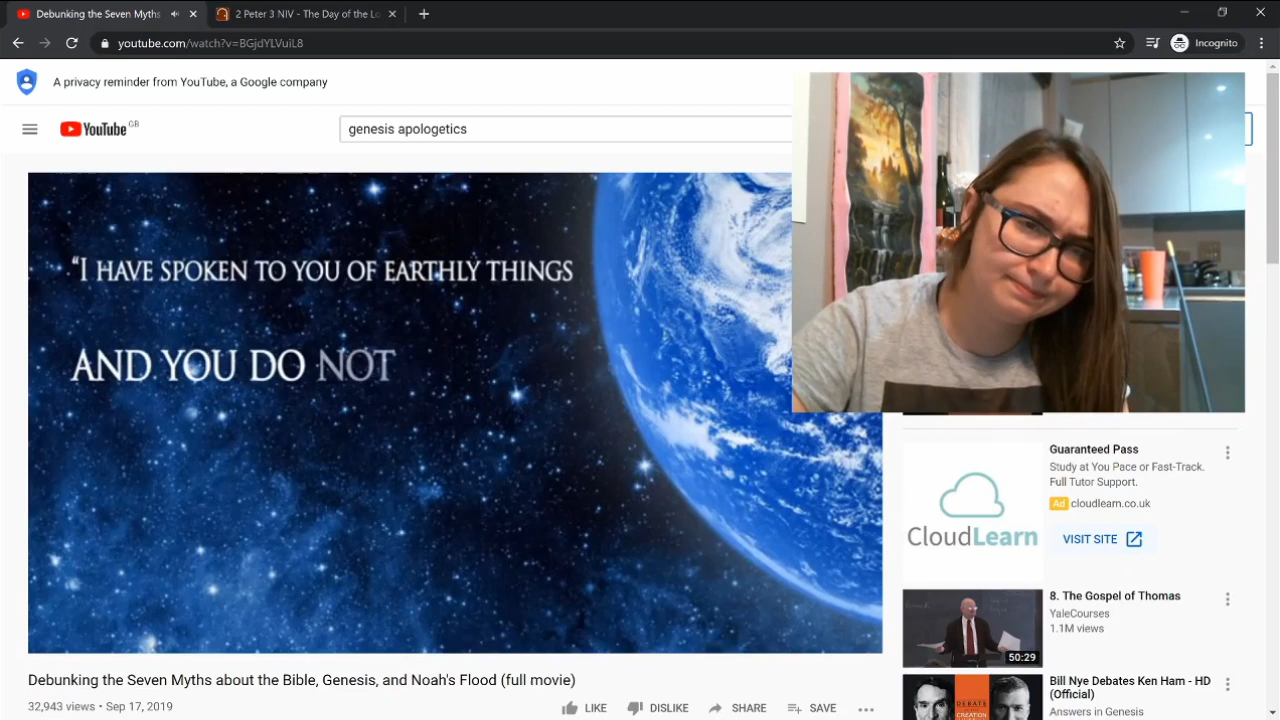 Debunking the Seven Myths
2 Peter 3 NIV - The Day of the Lo
youtube.com/watch?v=BGjdYLVuiL8
Incognito
A privacy reminder from YouTube, a Google company
YouTube GB
genesis apologetics
“I HAVE SPOKEN TO YOU OF EARTHLY THINGS
AND YOU DO NOT
Guaranteed Pass
Study at You Pace or Fast-Track.
Full Tutor Support.
Ad cloudlearn.co.uk
CloudLearn
VISIT SITE
8. The Gospel of Thomas
YaleCourses
1.1M views
50:29
Debunking the Seven Myths about the Bible, Genesis, and Noah's Flood (full movie)
32,943 views • Sep 17, 2019
LIKE DISLIKE SHARE SAVE
Bill Nye Debates Ken Ham - HD
(Official)
Answers in Genesis
DEBATE